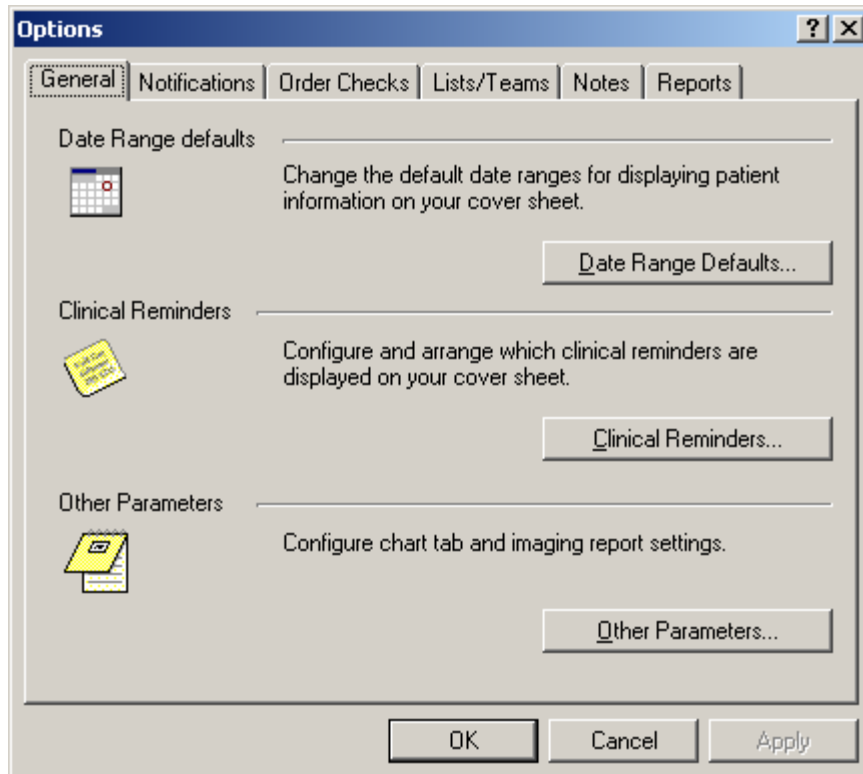 Options
General Notifications Order Checks Lists/Teams Notes Reports
Date Range defaults
Change the default date ranges for displaying patient
information on your cover sheet.
Date Range Defaults...
Clinical Reminders
Configure and arrange which clinical reminders are
displayed on your cover sheet.
Clinical Reminders...
Other Parameters
Configure chart tab and imaging report settings.
Other Parameters...
OK Cancel Apply